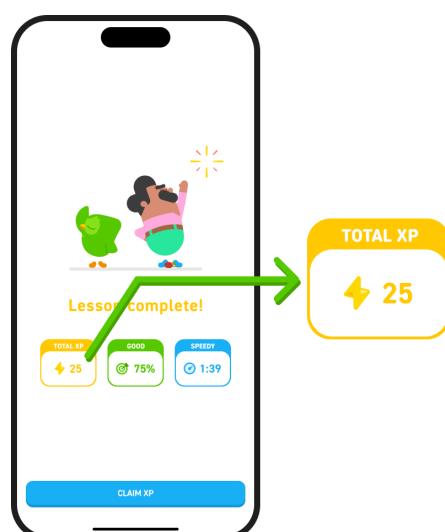 Lesson complete!
TOTAL XP
25
GOOD
75%
SPEEDY
1:39
CLAIM XP
TOTAL XP
25